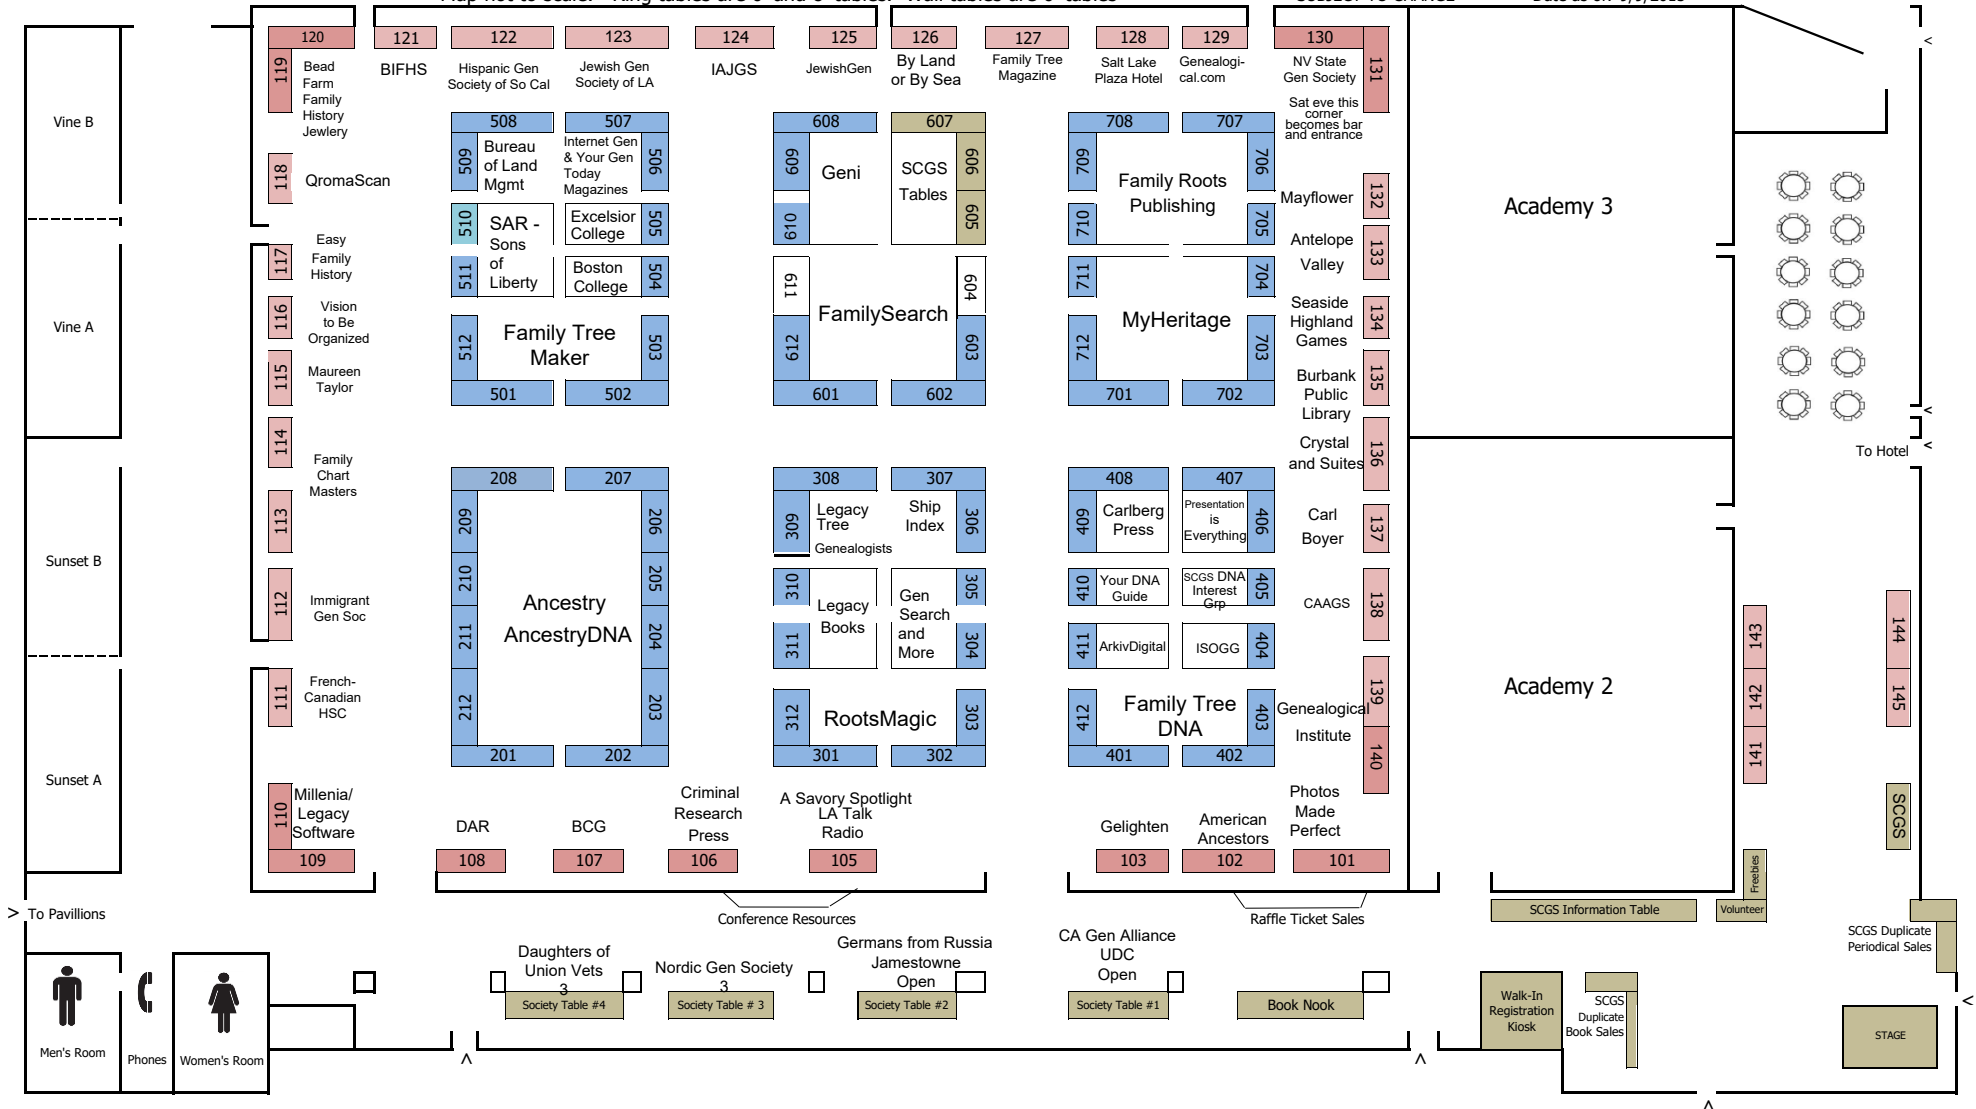 120
121
122
123
124
125
126
127
128
129
130
119
Bead
Farm
Family
History
Jewlery
BIFHS
Hispanic Gen
Society of So Cal
Jewish Gen
Society of LA
IAJGS
JewishGen
By Land
or By Sea
Family Tree
Magazine
Salt Lake
Plaza Hotel
Genealogi-
cal.com
NV State
Gen Society
Sat eve this
corner
becomes bar
and entrance
131
Vine B
118
QromaScan
508
507
509
Bureau
of Land
Mgmt
Internet Gen
& Your Gen
Today
Magazines
506
510
SAR -
Sons
of
Liberty
511
Excelsior
College
505
Boston
College
504
608
607
609
Geni
610
SCGS
Tables
606
605
708
707
709
Family Roots
Publishing
706
710
705
Mayflower
132
Antelope
Valley
133
Academy 3
Easy
Family
History
117
Vine A
116
Vision
to Be
Organized
115
Maureen
Taylor
512
Family Tree
Maker
503
501
502
611
FamilySearch
604
612
603
601
602
711
MyHeritage
704
712
703
701
702
Seaside
Highland
Games
134
Burbank
Public
Library
135
<
<
<
To Hotel
114
Family
Chart
Masters
113
Crystal
and Suites
136
208
207
209
206
210
205
Ancestry
AncestryDNA
211
204
212
203
201
202
308
307
309
Legacy
Tree
Genealogists
Ship
Index
306
310
Legacy
Books
311
Gen
Search
and
More
305
304
312
RootsMagic
303
301
302
408
407
409
Carlberg
Press
Presentation
is
Everything
406
410
Your DNA
Guide
SCGS DNA
Interest
Grp
405
411
ArkivDigital
ISOGG
404
412
Family Tree
DNA
403
401
402
Carl
Boyer
137
Sunset B
112
Immigrant
Gen Soc
CAAGS
138
111
French-
Canadian
HSC
139
Genealogical
Institute
140
Academy 2
143
142
141
144
145
SCGS
Sunset A
110
Millenia/
Legacy
Software
109
DAR
108
BCG
107
Criminal
Research
Press
106
A Savory Spotlight
LA Talk
Radio
105
Gelighten
103
American
Ancestors
102
Photos
Made
Perfect
101
Freebies
Volunteer
SCGS Information Table
> To Pavillions
Conference Resources
Raffle Ticket Sales
SCGS Duplicate
Periodical Sales
Daughters of
Union Vets
3
Society Table #4
Nordic Gen Society
3
Society Table # 3
Germans from Russia
Jamestowne
Open
Society Table #2
CA Gen Alliance
UDC
Open
Society Table #1
Book Nook
Walk-In
Registration
Kiosk
SCGS
Duplicate
Book Sales
STAGE
<
Men's Room
Phones
Women's Room
^
^
^